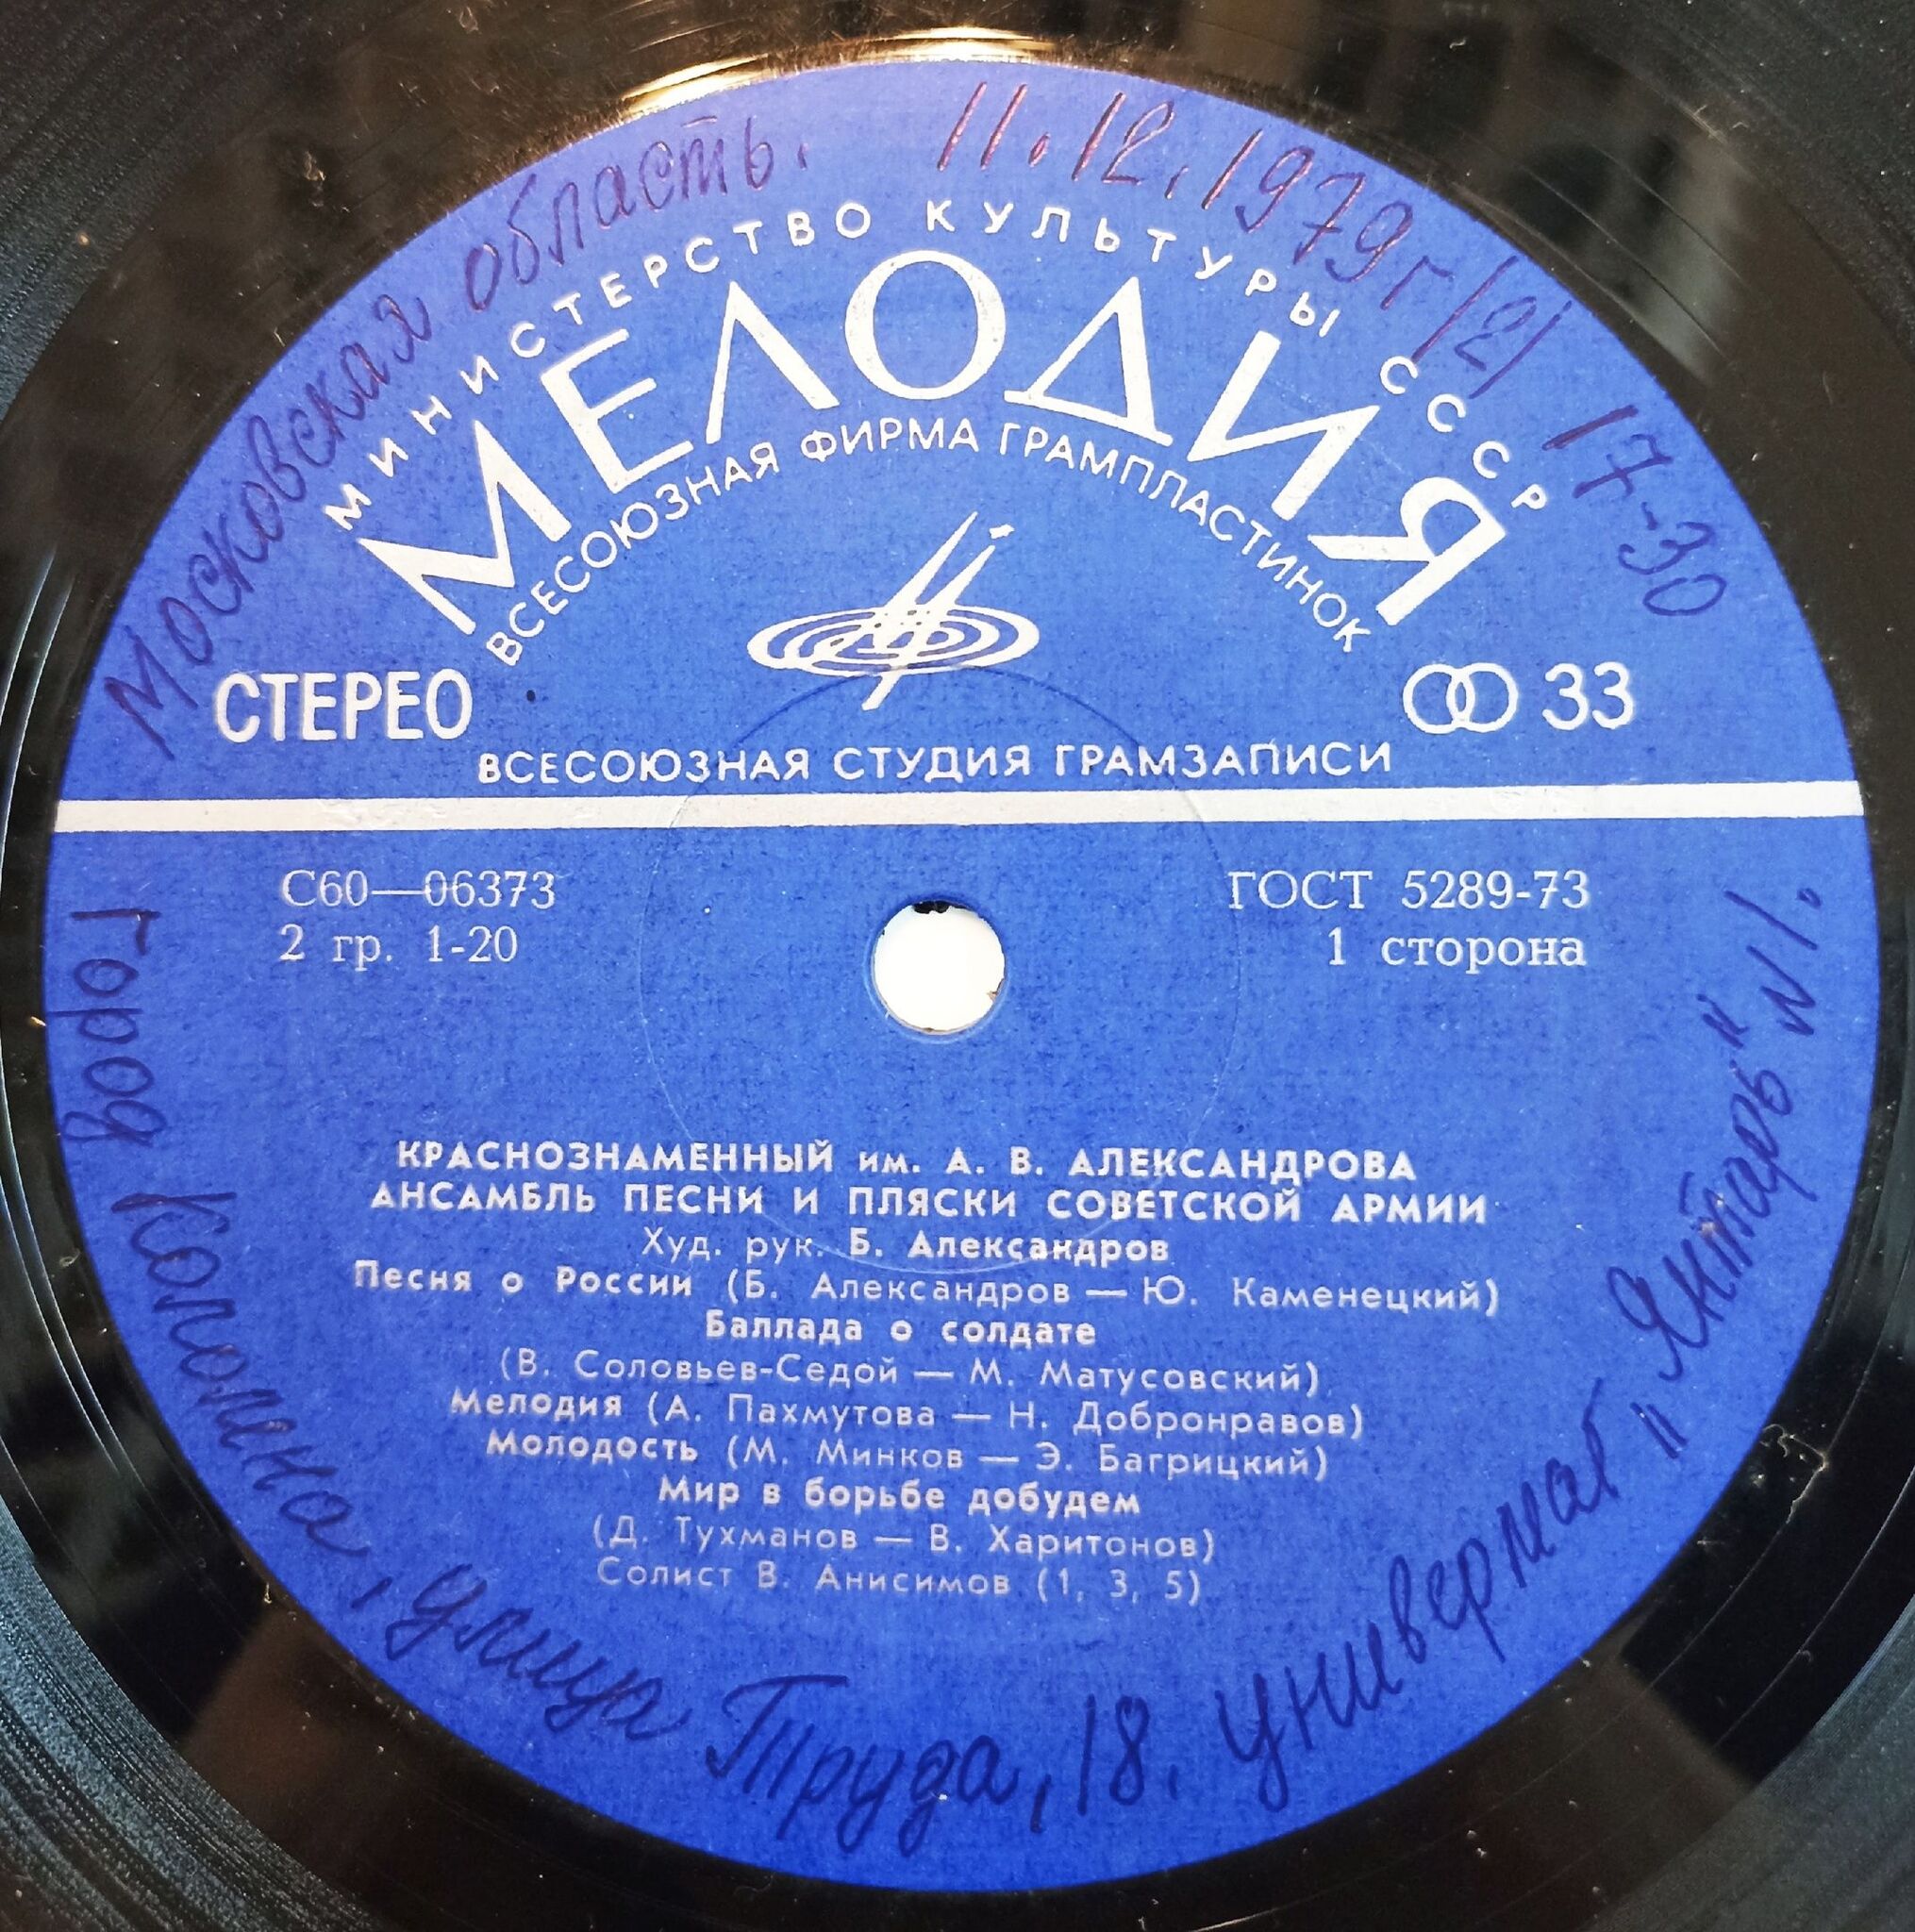 Московская область. 11.12.1979г /2/ 17-30
МИНИСТЕРСТВО КУЛЬТУРЫ СССР
МЕЛОДИЯ
ВСЕСОЮЗНАЯ ФИРМА ГРАМПЛАСТИНОК
СТЕРЕО 33
ВСЕСОЮЗНАЯ СТУДИЯ ГРАМЗАПИСИ
С60—06373 ГОСТ 5289-73
2 гр. 1-20 1 сторона
КРАСНОЗНАМЕННЫЙ им. А. В. АЛЕКСАНДРОВА
АНСАМБЛЬ ПЕСНИ И ПЛЯСКИ СОВЕТСКОЙ АРМИИ
Худ. рук. Б. Александров
Песня о России (Б. Александров — Ю. Каменецкий)
Баллада о солдате
(В. Соловьев-Седой — М. Матусовский)
Мелодия (А. Пахмутова — Н. Добронравов)
Молодость (М. Минков — Э. Багрицкий)
Мир в борьбе добудем
(Д. Тухманов — В. Харитонов)
Солист В. Анисимов (1, 3, 5)
Город Коломна, улица Труда, 18. Универмаг „Янтарь" N 1.